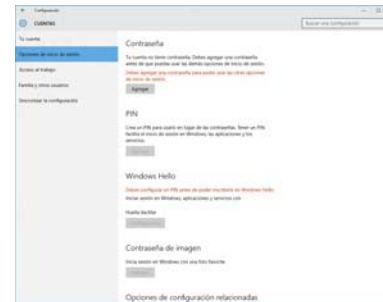 Configuración
CUENTAS
Buscar una configuración
Tu cuenta
Opciones de inicio de sesión
Acceso al trabajo
Familia y otros usuarios
Sincronizar la configuración
Contraseña
Tu cuenta no tiene contraseña. Debes agregar una contraseña
antes de que puedas usar las demás opciones de inicio de sesión.
Debes agregar una contraseña para poder usar las otras opciones
de inicio de sesión.
Agregar
PIN
Crea un PIN para usarlo en lugar de las contraseñas. Tener un PIN
facilita el inicio de sesión en Windows, las aplicaciones y los
servicios.
Windows Hello
Debes configurar un PIN antes de poder inscribirte en Windows Hello.
Iniciar sesión en Windows, aplicaciones y servicios con
Huella dactilar
Contraseña de imagen
Inicia sesión en Windows con una foto favorita
Opciones de configuración relacionadas